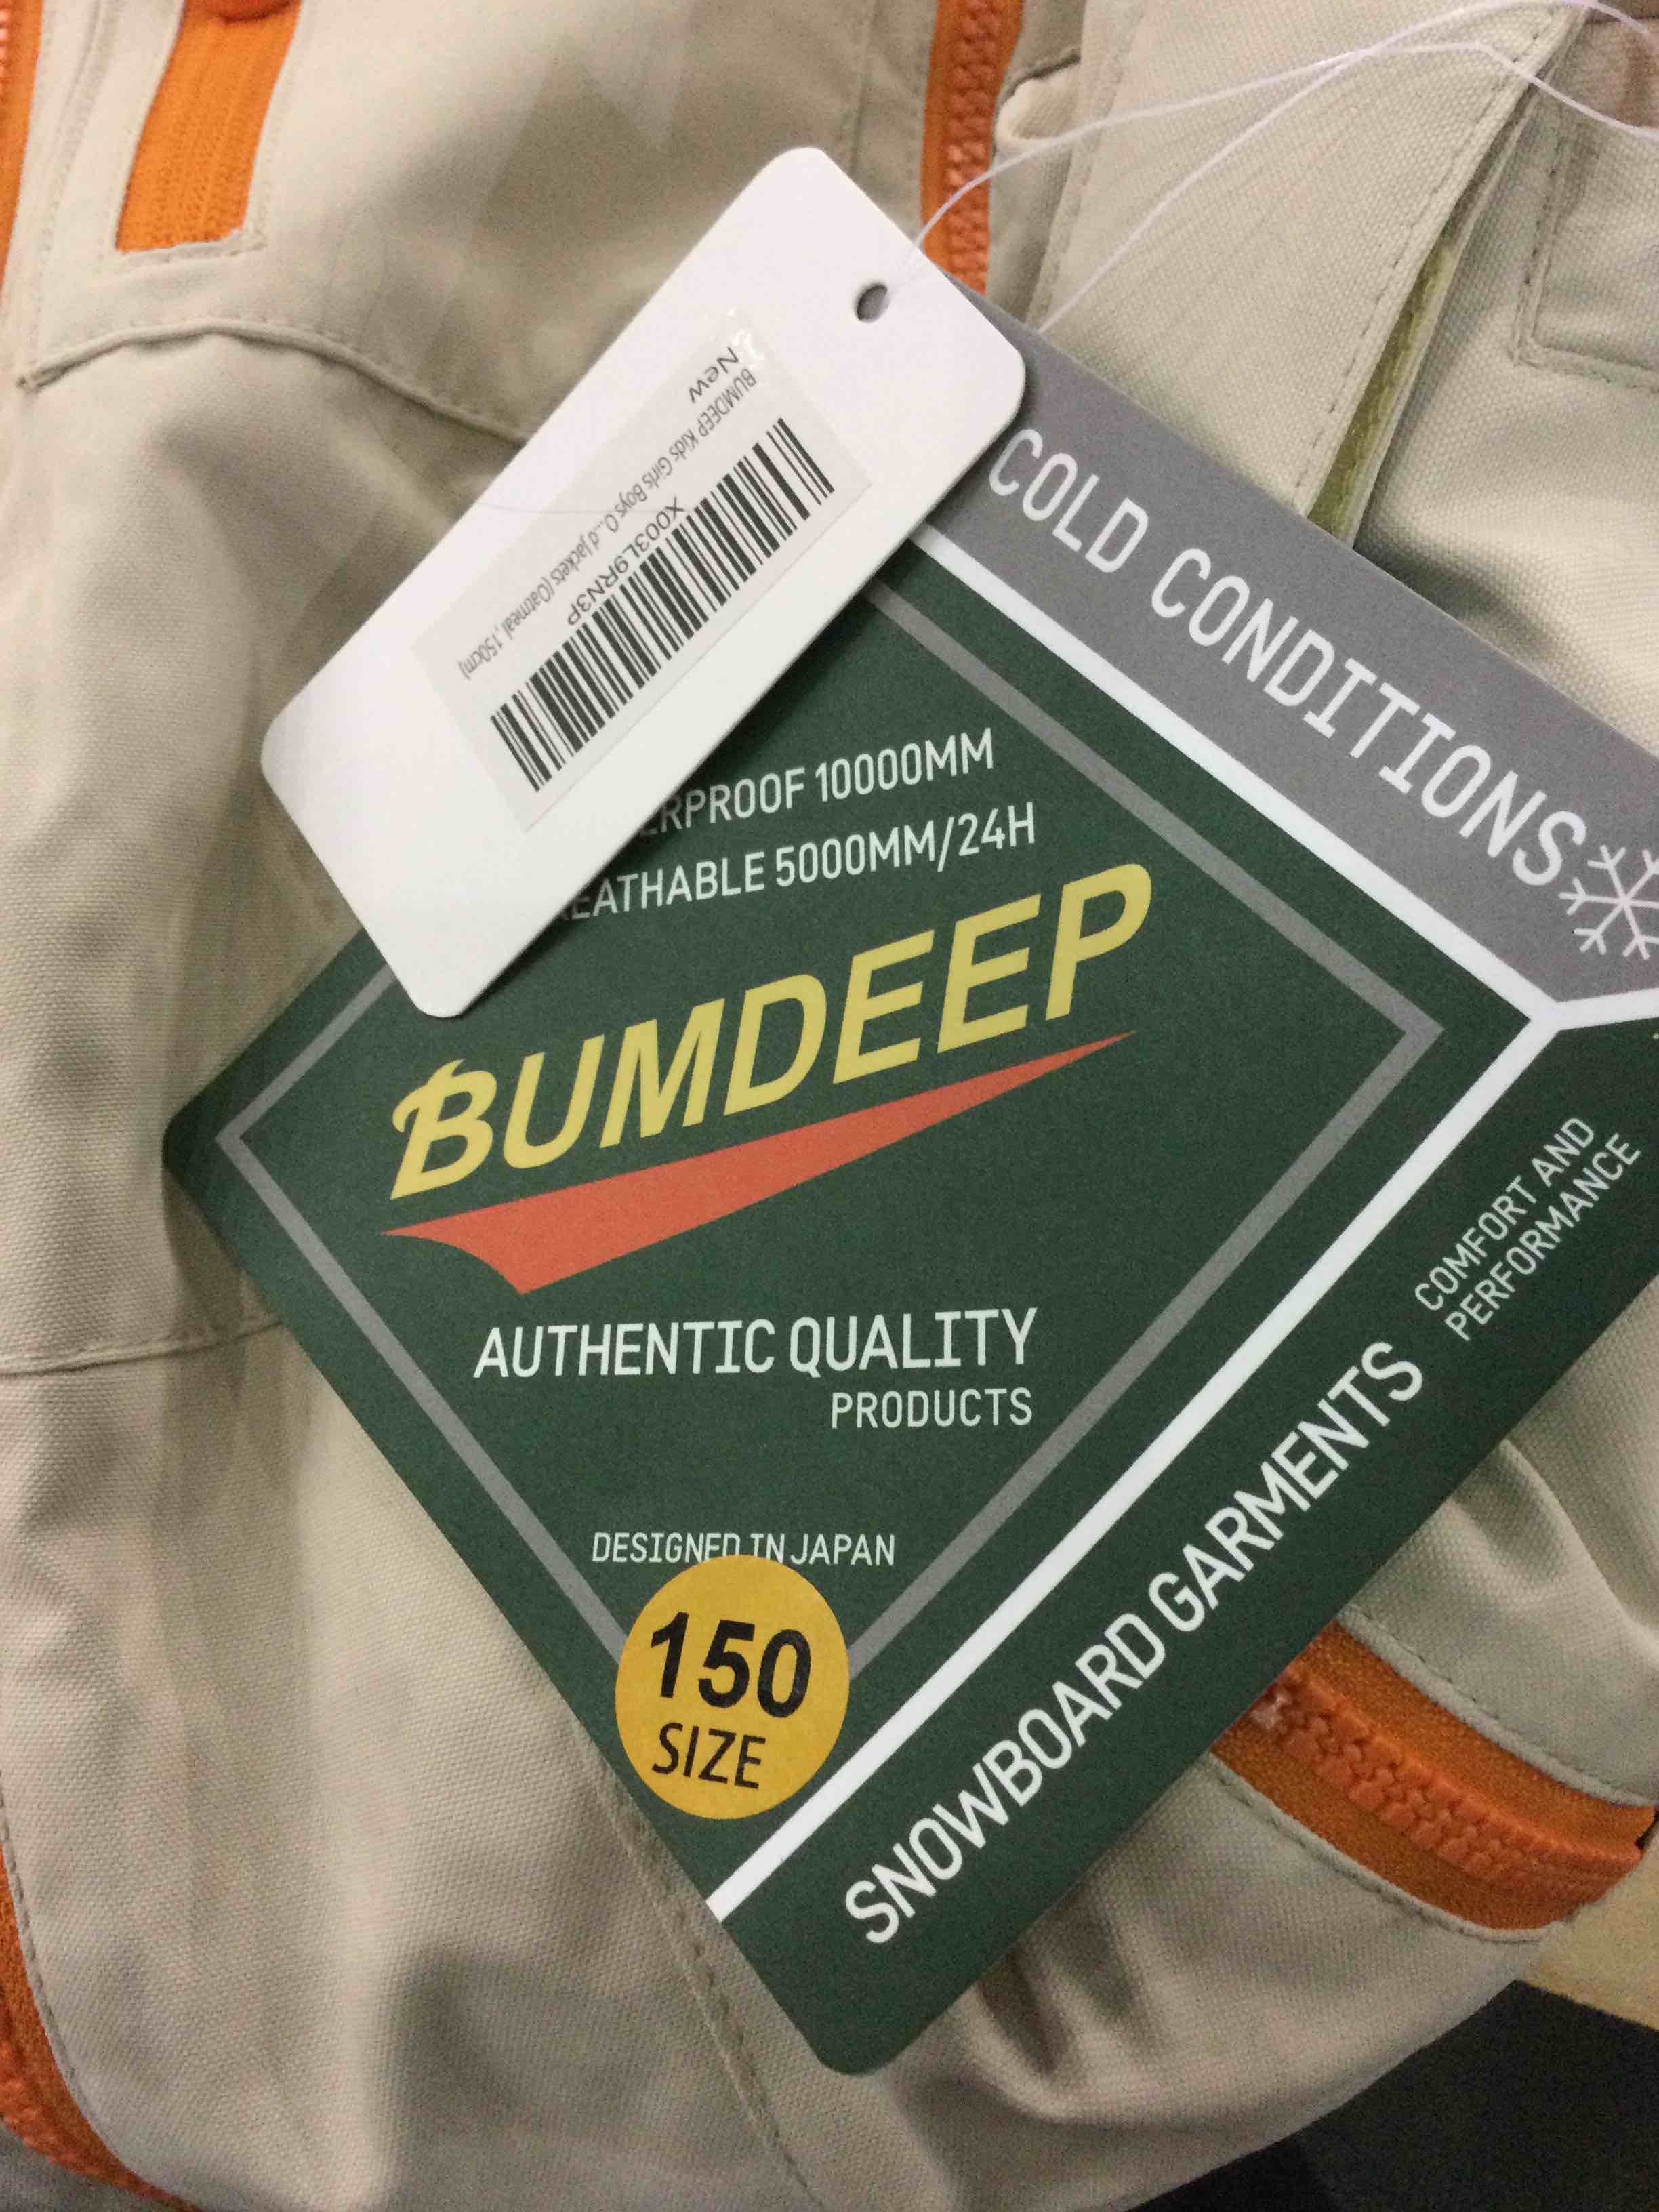 X003L9RN3P
BUMDEEP Kids Girls Boys O...d Jackets (Oatmeal, 150cm)
New
COLD CONDITIONS
ERPROOF 10000MM
EATHABLE 5000MM/24H
BUMDEEP
AUTHENTIC QUALITY
PRODUCTS
DESIGNED IN JAPAN
150
SIZE
SNOWBOARD GARMENTS
COMFORT AND
PERFORMANCE